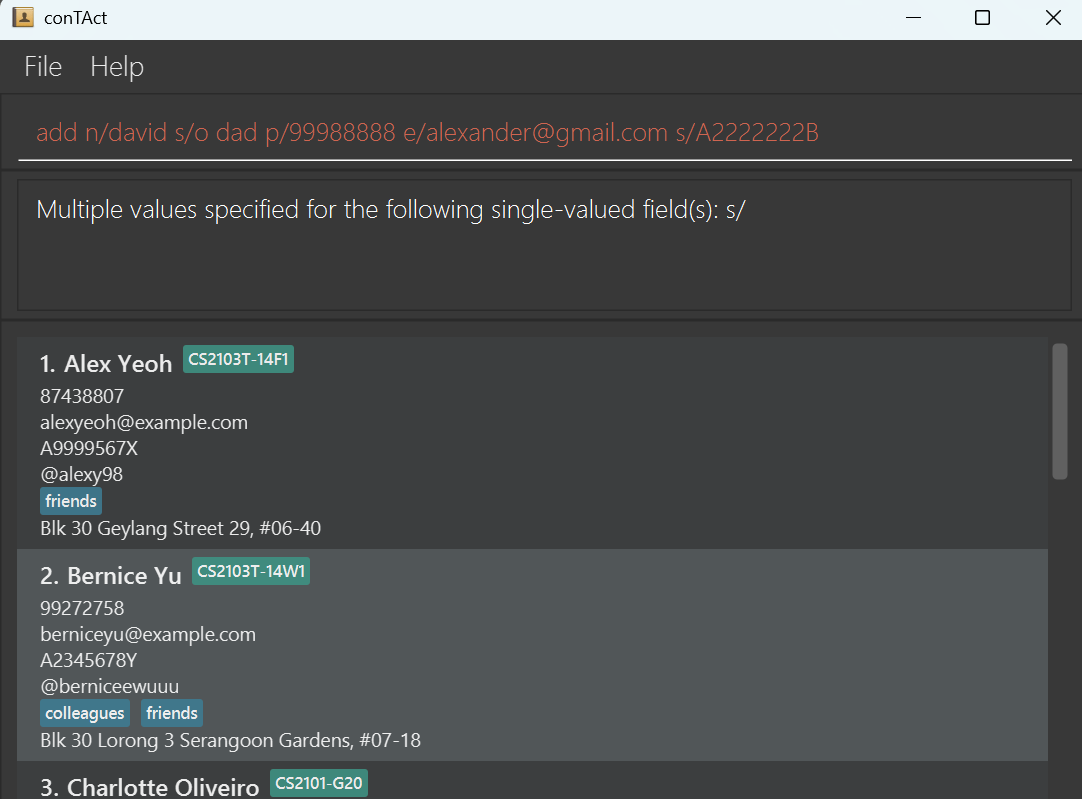 conTAct
File Help
add n/david s/o dad p/99988888 e/alexander@gmail.com s/A2222222B
Multiple values specified for the following single-valued field(s): s/
1. Alex Yeoh CS2103T-14F1
87438807
alexyeoh@example.com
A9999567X
@alexy98
friends
Blk 30 Geylang Street 29, #06-40
2. Bernice Yu CS2103T-14W1
99272758
berniceyu@example.com
A2345678Y
@berniceewuuu
colleagues friends
Blk 30 Lorong 3 Serangoon Gardens, #07-18
3. Charlotte Oliveiro CS2101-G20